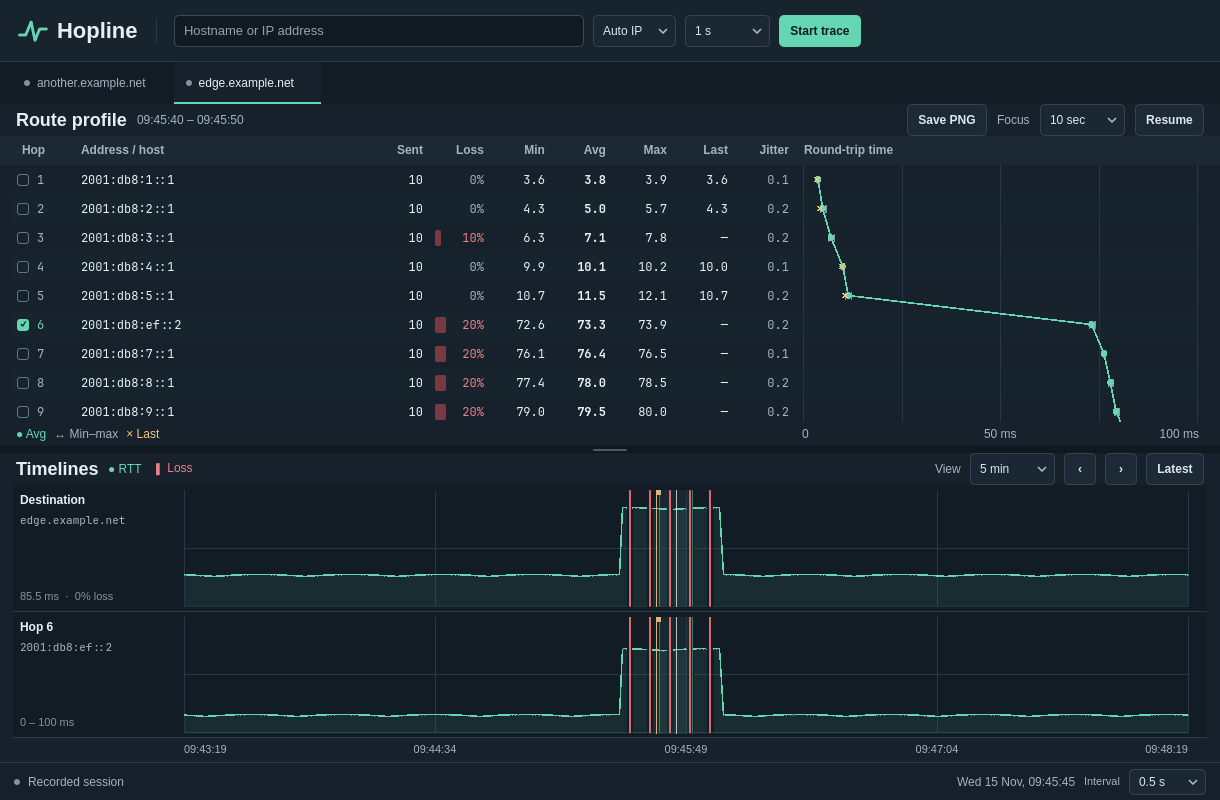 Hopline
Hostname or IP address
Auto IP
1 s
Start trace
another.example.net
edge.example.net
Route profile 09:45:40 – 09:45:50
Save PNG
Focus
10 sec
Resume
Hop Address / host Sent Loss Min Avg Max Last Jitter Round-trip time
1 2001:db8:1::1 10 0% 3.6 3.8 3.9 3.6 0.1
2 2001:db8:2::1 10 0% 4.3 5.0 5.7 4.3 0.2
3 2001:db8:3::1 10 10% 6.3 7.1 7.8 — 0.2
4 2001:db8:4::1 10 0% 9.9 10.1 10.2 10.0 0.1
5 2001:db8:5::1 10 0% 10.7 11.5 12.1 10.7 0.2
6 2001:db8:ef::2 10 20% 72.6 73.3 73.9 — 0.2
7 2001:db8:7::1 10 20% 76.1 76.4 76.5 — 0.1
8 2001:db8:8::1 10 20% 77.4 78.0 78.5 — 0.2
9 2001:db8:9::1 10 20% 79.0 79.5 80.0 — 0.2
● Avg ↔ Min–max × Last
0 50 ms 100 ms
Timelines ● RTT ❚ Loss
View
5 min
‹
›
Latest
Destination
edge.example.net
85.5 ms · 0% loss
Hop 6
2001:db8:ef::2
0 – 100 ms
09:43:19 09:44:34 09:45:49 09:47:04 09:48:19
Recorded session
Wed 15 Nov, 09:45:45
Interval
0.5 s